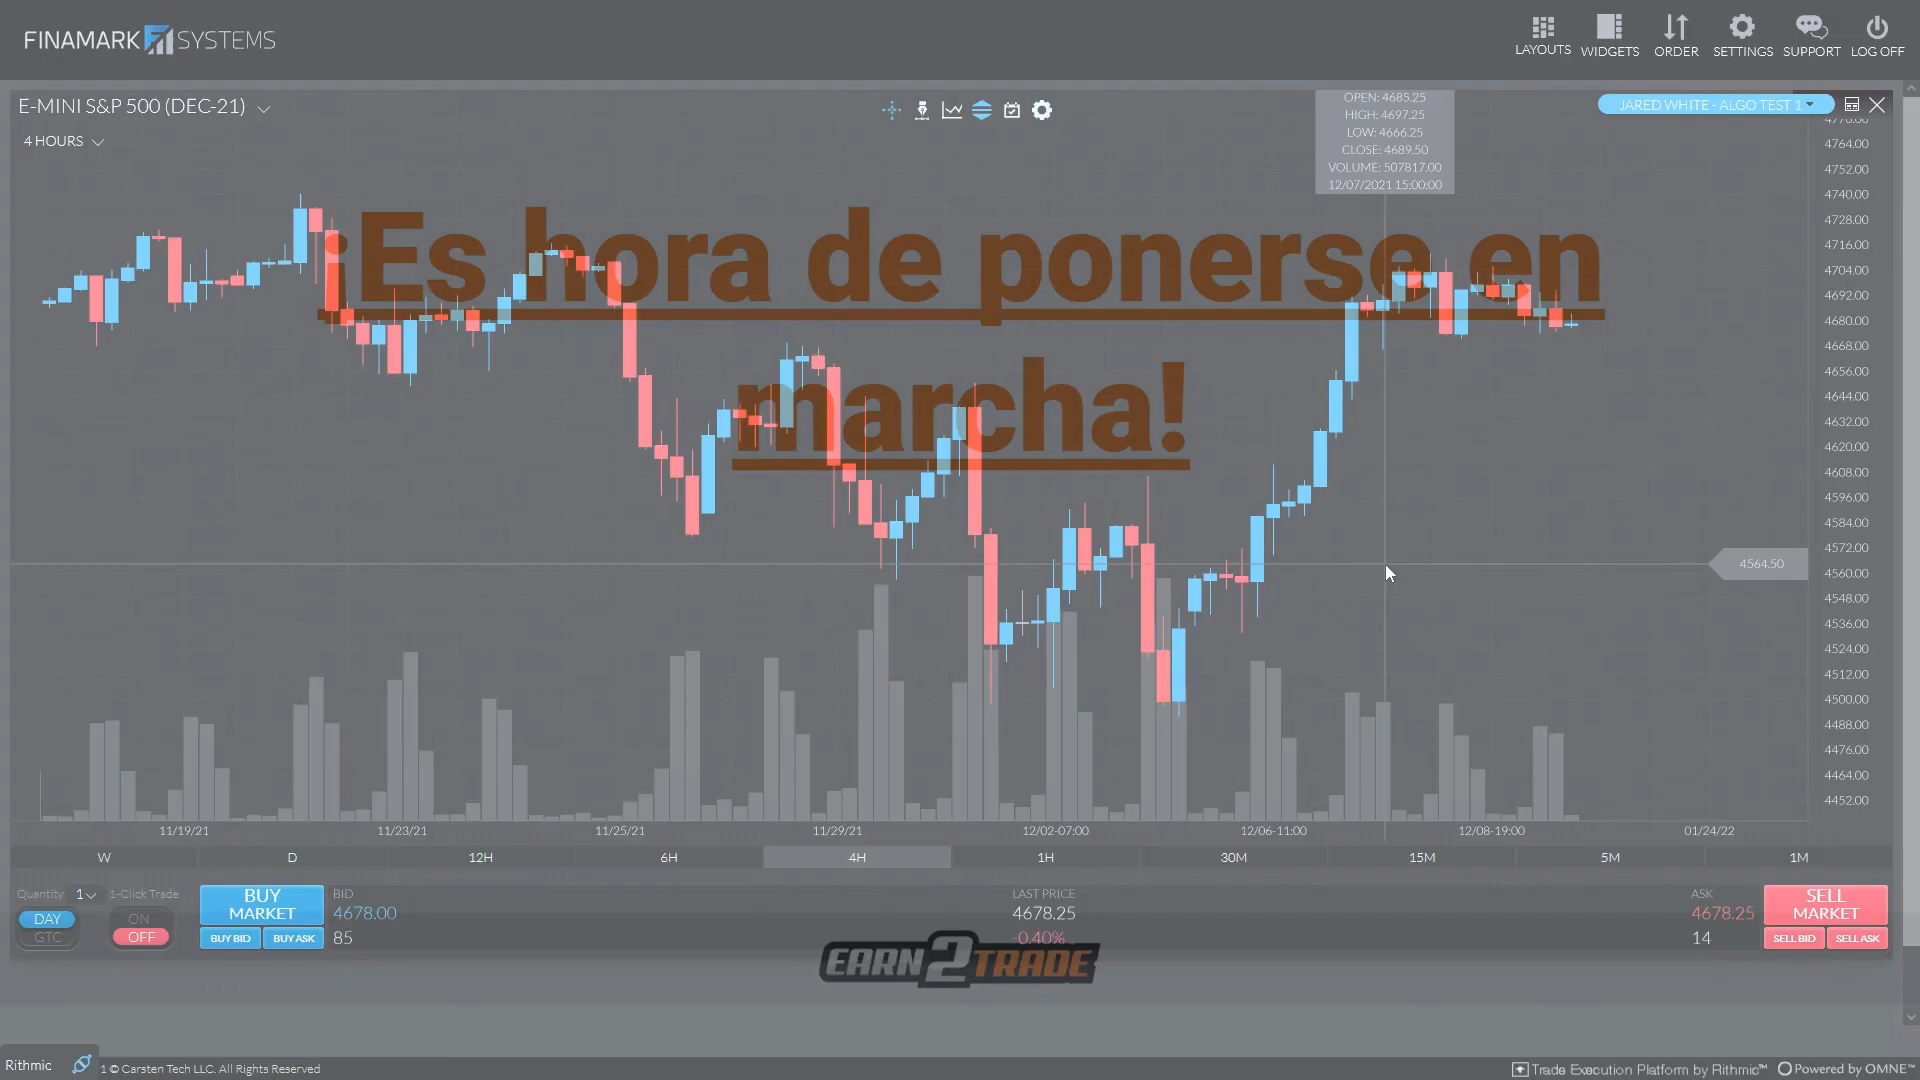 FINAMARK SYSTEMS
LAYOUTS WIDGETS ORDER SETTINGS SUPPORT LOG OFF
E-MINI S&P 500 (DEC-21)
4 HOURS
OPEN: 4685.25
HIGH: 4697.25
LOW: 4666.25
CLOSE: 4689.50
VOLUME: 507817.00
12/07/2021 15:00:00
JARED WHITE - ALGO TEST 1
¡Es hora de ponerse en
marcha!
4776.00
4764.00
4752.00
4740.00
4728.00
4716.00
4704.00
4692.00
4680.00
4668.00
4656.00
4644.00
4632.00
4620.00
4608.00
4596.00
4584.00
4572.00
4564.50
4560.00
4548.00
4536.00
4524.00
4512.00
4500.00
4488.00
4476.00
4464.00
4452.00
11/19/21 11/23/21 11/25/21 11/29/21 12/02-07:00 12/06-11:00 12/08-19:00 01/24/22
W D 12H 6H 4H 1H 30M 15M 5M 1M
Quantity 1 1-Click Trade
DAY
GTC
ON
OFF
BUY
MARKET
BUY BID BUY ASK
BID
4678.00
85
LAST PRICE
4678.25
-0.40%
ASK
4678.25
14
SELL
MARKET
SELL BID SELL ASK
EARN2TRADE
Rithmic 1 © Carsten Tech LLC. All Rights Reserved
Trade Execution Platform by Rithmic™ Powered by OMNE™